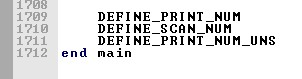 1708
1709 DEFINE_PRINT_NUM
1710 DEFINE_SCAN_NUM
1711 DEFINE_PRINT_NUM_UNS
1712 end main